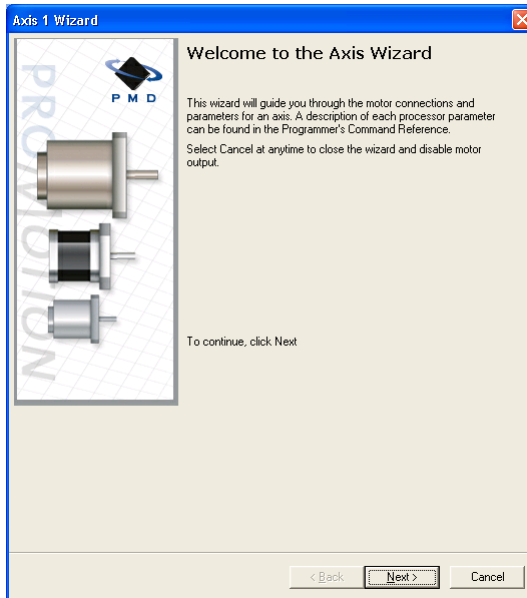 Axis 1 Wizard
PMD
PRO-MOTION
Welcome to the Axis Wizard
This wizard will guide you through the motor connections and
parameters for an axis. A description of each processor parameter
can be found in the Programmer's Command Reference.
Select Cancel at anytime to close the wizard and disable motor
output.
To continue, click Next
< Back
Next >
Cancel